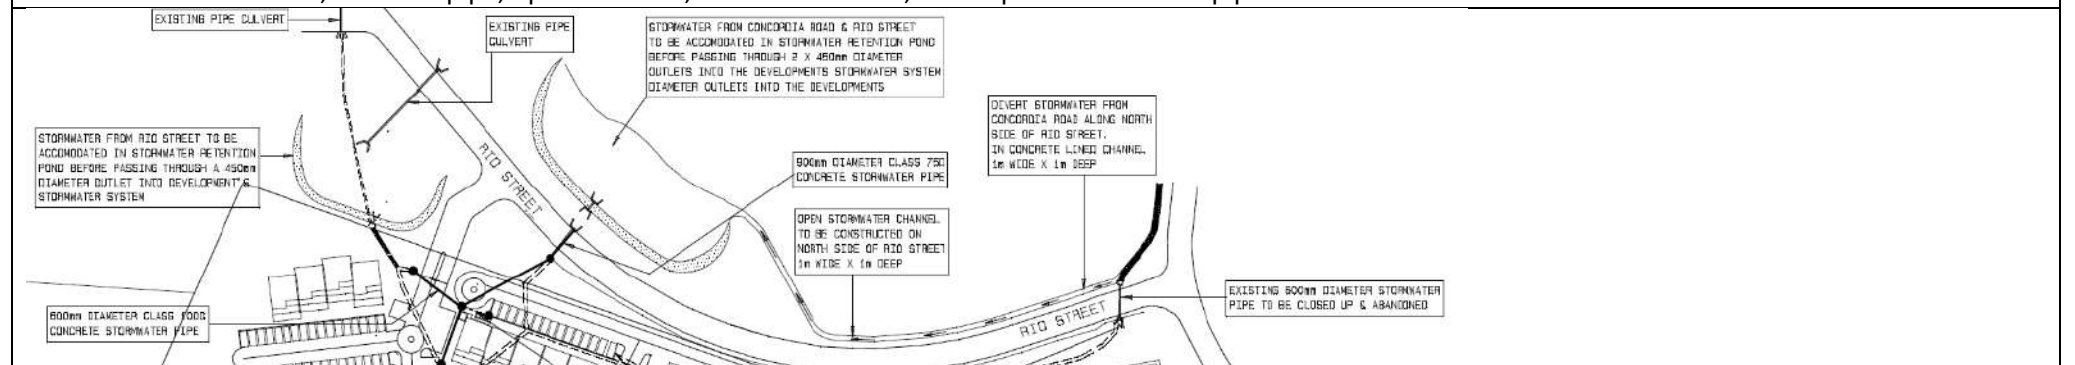 EXISTING PIPE CULVERT
EXISTING PIPE
CULVERT
STORMWATER FROM CONCORDIA ROAD & RIO STREET
TO BE ACCOMODATED IN STORMWATER RETENTION POND
BEFORE PASSING THROUGH 2 X 450mm DIAMETER
OUTLETS INTO THE DEVELOPMENTS STORMWATER SYSTEM
DIAMETER OUTLETS INTO THE DEVELOPMENTS
DIVERT STORMWATER FROM
CONCORDIA ROAD ALONG NORTH
SIDE OF RIO STREET.
IN CONCRETE LINED CHANNEL
1m WIDE X 1m DEEP
STORMWATER FROM RIO STREET TO BE
ACCOMODATED IN STORMWATER RETENTION
POND BEFORE PASSING THROUGH A 450mm
DIAMETER OUTLET INTO DEVELOPMENT'S
STORMWATER SYSTEM
RIO STREET
900mm DIAMETER CLASS 75D
CONCRETE STORMWATER PIPE
OPEN STORMWATER CHANNEL
TO BE CONSTRUCTED ON
NORTH SIDE OF RIO STREET
1m WIDE X 1m DEEP
EXISTING 600mm DIAMETER STORMWATER
PIPE TO BE CLOSED UP & ABANDONED
RIO STREET
600mm DIAMETER CLASS 100D
CONCRETE STORMWATER PIPE